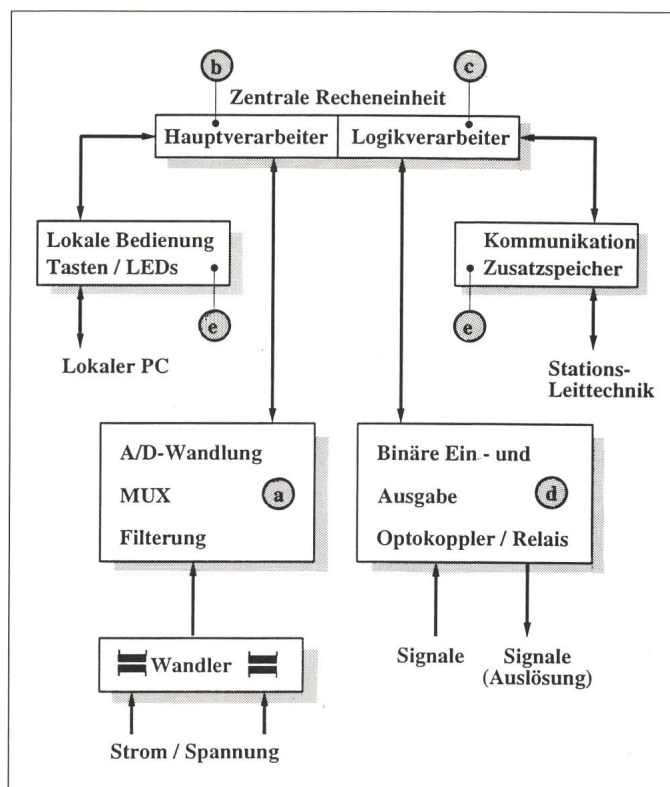 b
c
Zentrale Recheneinheit
Hauptverarbeiter
Logikverarbeiter
Lokale Bedienung
Tasten / LEDs
e
Kommunikation
Zusatzspeicher
e
Lokaler PC
Stations-
Leittechnik
A/D-Wandlung
MUX
a
Filterung
Binäre Ein - und
Ausgabe
d
Optokoppler / Relais
Wandler
Signale
Signale
(Auslösung)
Strom / Spannung